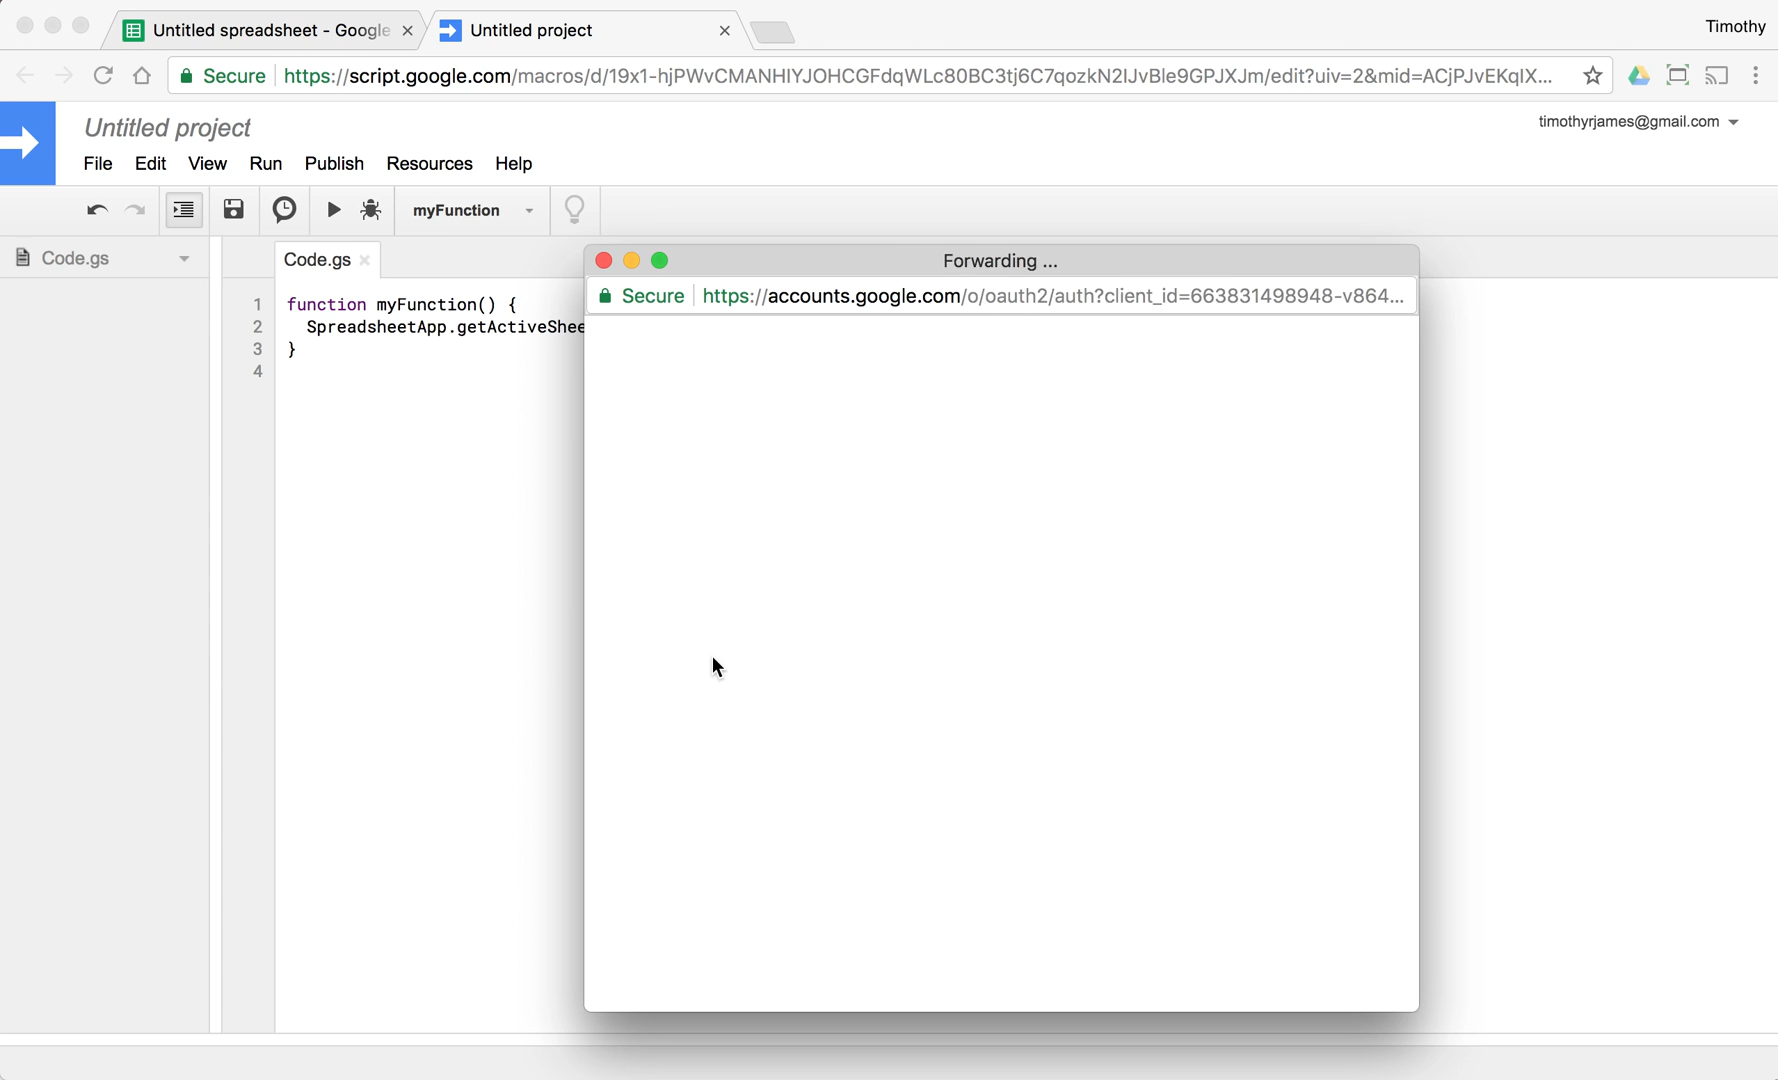 Untitled spreadsheet - Google
Untitled project
Timothy
Secure https://script.google.com/macros/d/19x1-hjPWvCMANHIYJOHCGFdqWLc80BC3tj6C7qozkN2IJvBle9GPJXJm/edit?uiv=2&mid=ACjPJvEKqIX...
Untitled project
timothyrjames@gmail.com
File Edit View Run Publish Resources Help
myFunction
Code.gs
Code.gs
Forwarding ...
Secure https://accounts.google.com/o/oauth2/auth?client_id=663831498948-v864...
1 function myFunction() {
2 SpreadsheetApp.getActiveShee
3 }
4